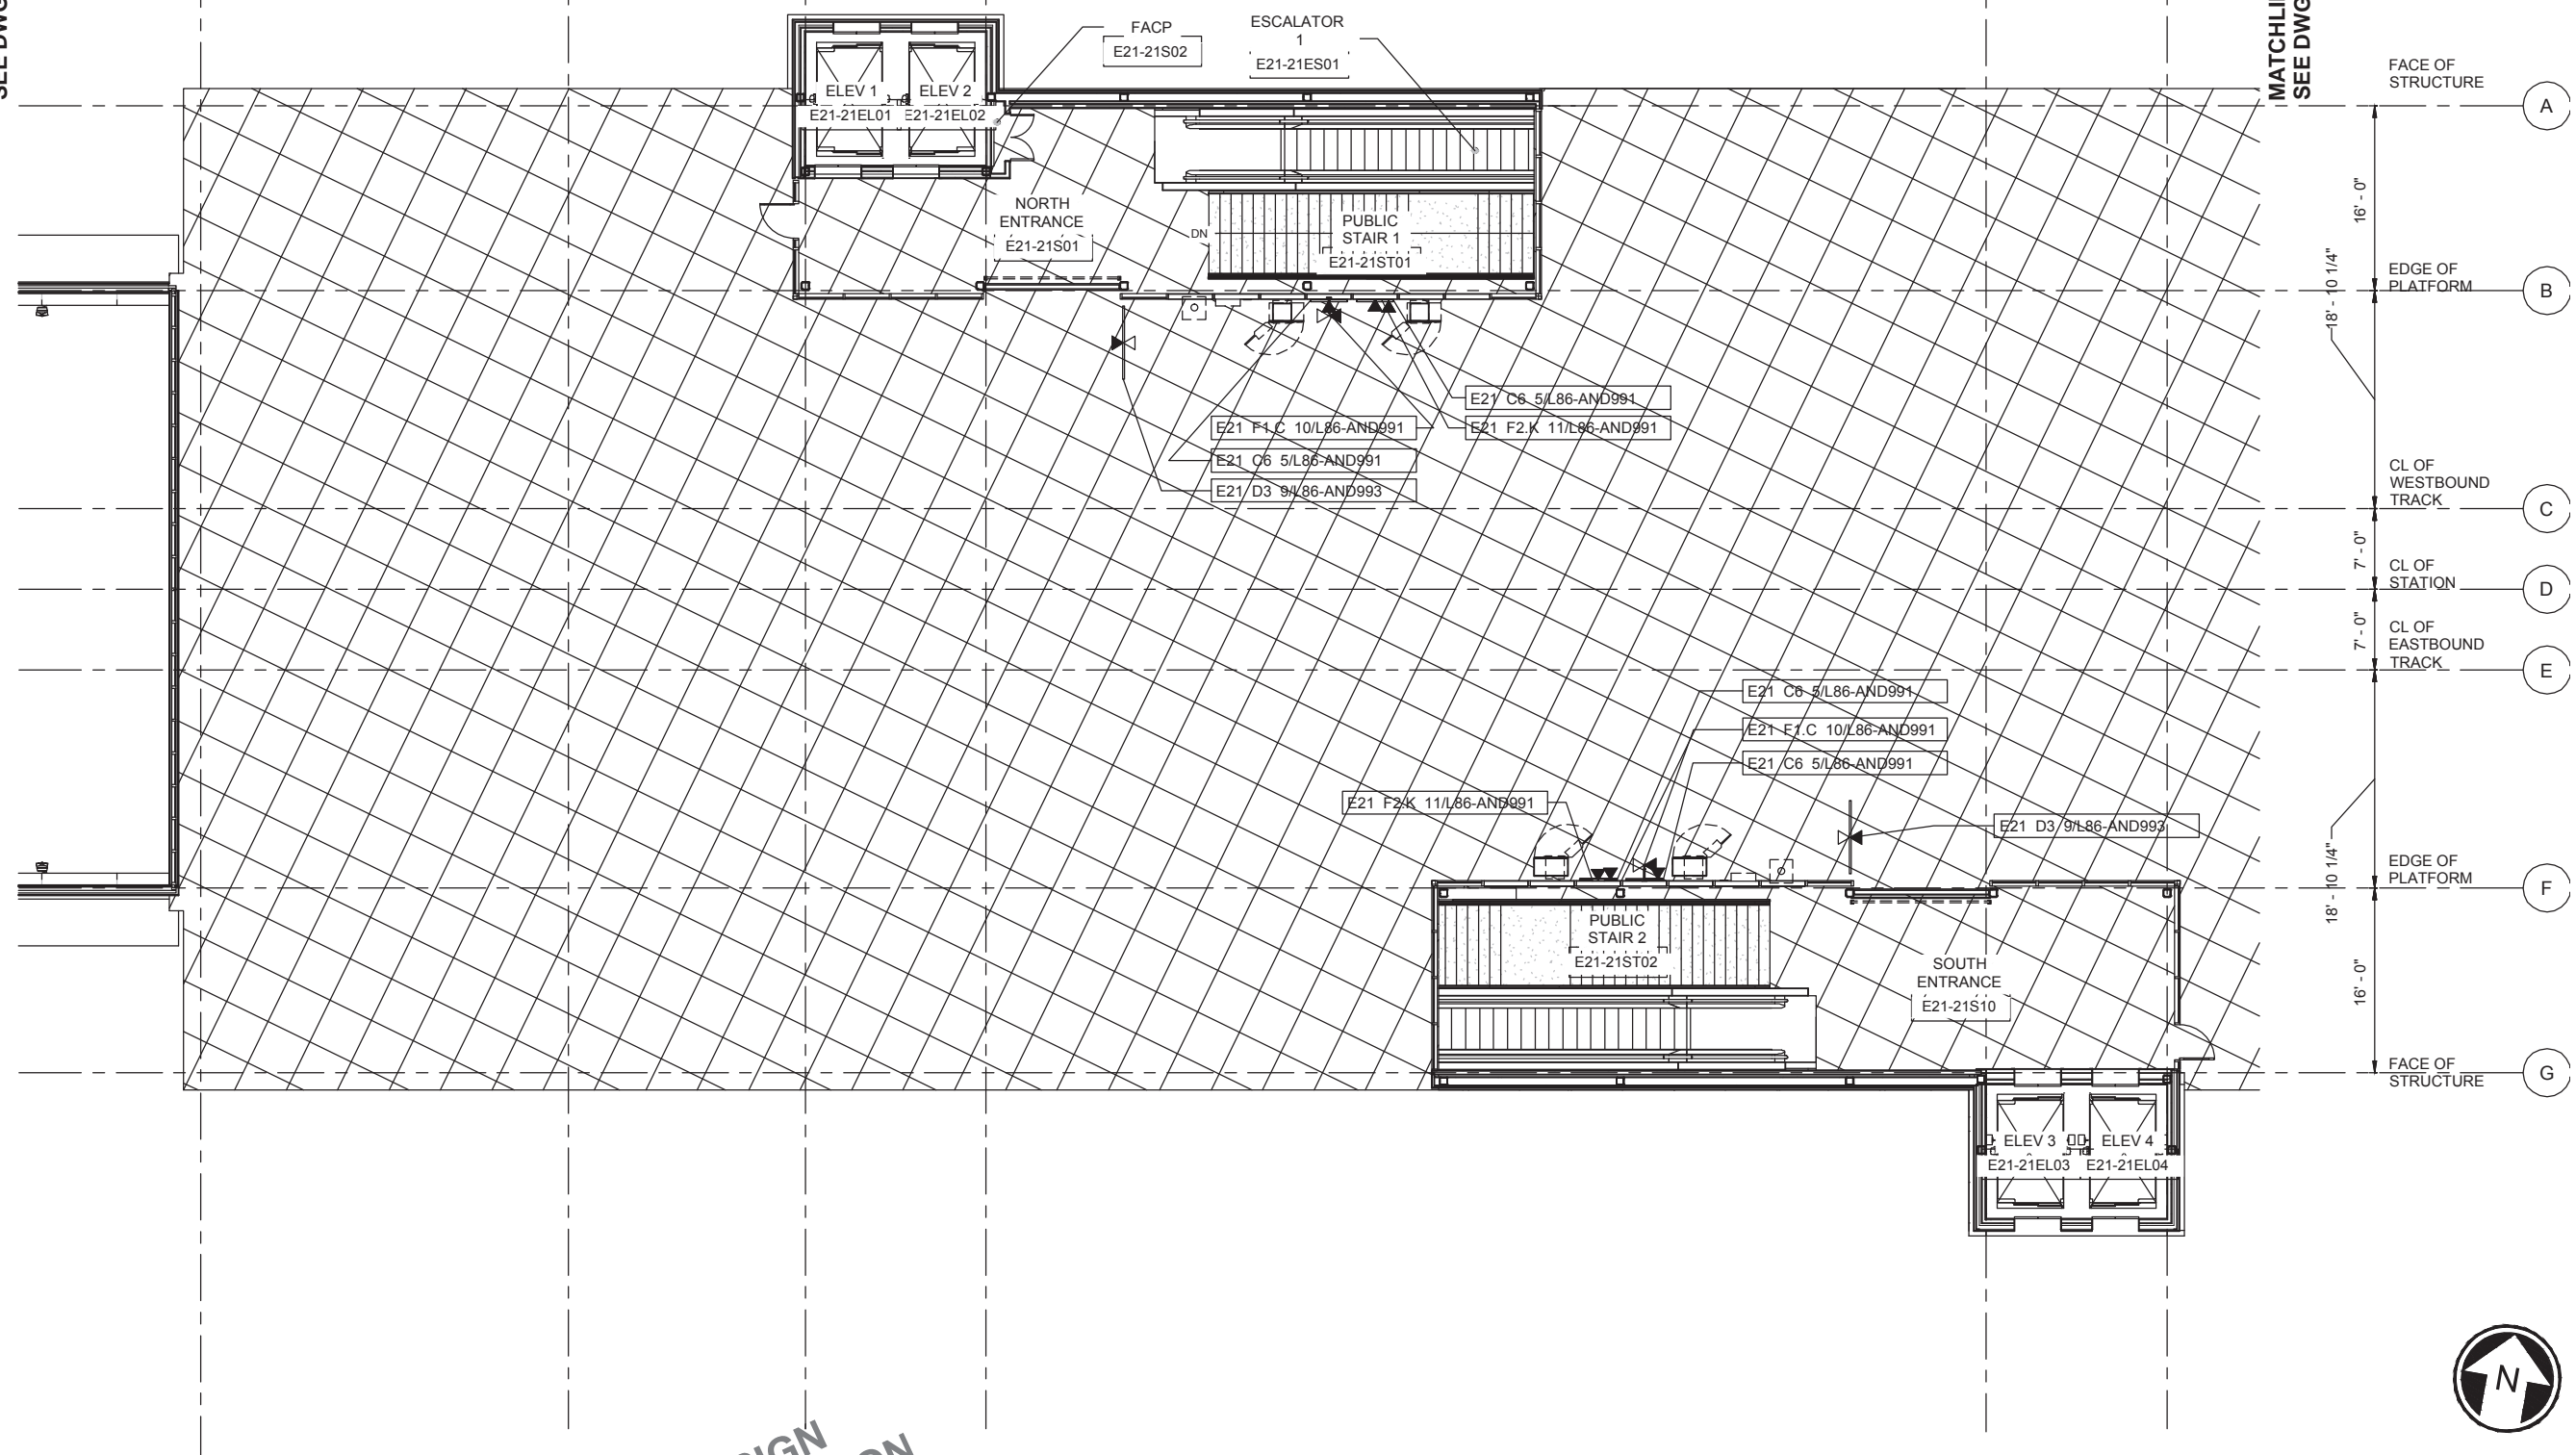 SEE DWG
MATCHLI
SEE DWG
FACP
E21-21S02
ESCALATOR
1
E21-21ES01
ELEV 1
E21-21EL01
ELEV 2
E21-21EL02
NORTH
ENTRANCE
E21-21S01
DN
PUBLIC
STAIR 1
E21-21ST01
E21 C6 5/L86-AND991
E21 F2.K 11/L86-AND991
E21 F1.C 10/L86-AND991
E21 C6 5/L86-AND991
E21 D3 9/L86-AND993
E21 C6 5/L86-AND991
E21 F1.C 10/L86-AND991
E21 C6 5/L86-AND991
E21 F2.K 11/L86-AND991
E21 D3 9/L86-AND993
PUBLIC
STAIR 2
E21-21ST02
SOUTH
ENTRANCE
E21-21S10
ELEV 3
E21-21EL03
ELEV 4
E21-21EL04
FACE OF
STRUCTURE
A
16' - 0"
EDGE OF
PLATFORM
B
18' - 10 1/4"
CL OF
WESTBOUND
TRACK
C
7' - 0"
CL OF
STATION
D
7' - 0"
CL OF
EASTBOUND
TRACK
E
18' - 10 1/4"
EDGE OF
PLATFORM
F
16' - 0"
FACE OF
STRUCTURE
G
N